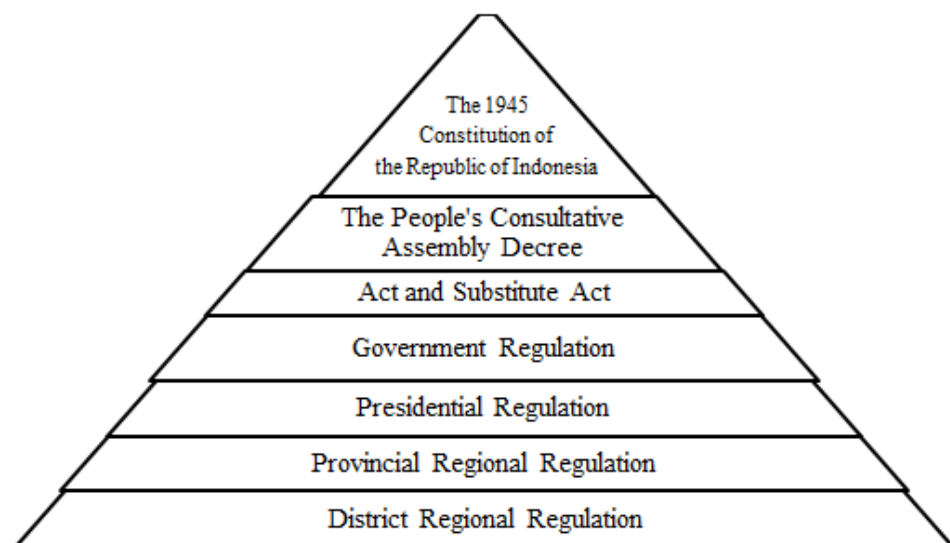 The 1945
Constitution of
the Republic of Indonesia
The People's Consultative
Assembly Decree
Act and Substitute Act
Government Regulation
Presidential Regulation
Provincial Regional Regulation
District Regional Regulation